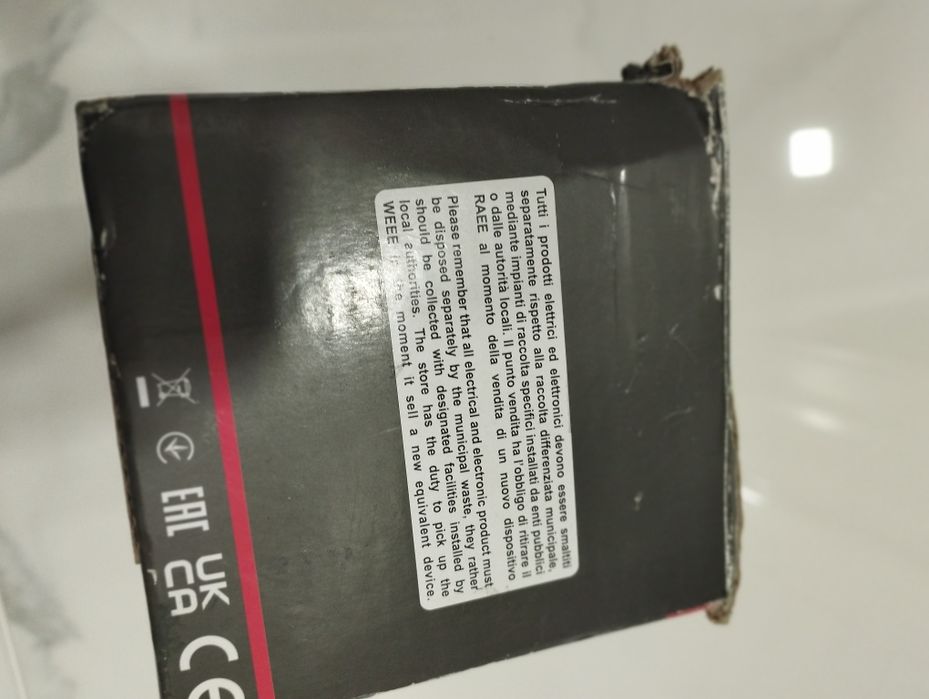 Tutti i prodotti elettrici ed elettronici devono essere smaltiti
separatamente rispetto alla raccolta differenziata municipale,
mediante impianti di raccolta specifici installati da enti pubblici
o dalle autorità locali. Il punto vendita ha l'obbligo di ritirare il
RAEE al momento della vendita di un nuovo dispositivo.
Please remember that all electrical and electronic product must
be disposed separately by the municipal waste, they rather
should be collected with designated facilities installed by
local authorities. The store has the duty to pick up the
WEEE in the moment it sell a new equivalent device.
EAC
UK
CA
CE